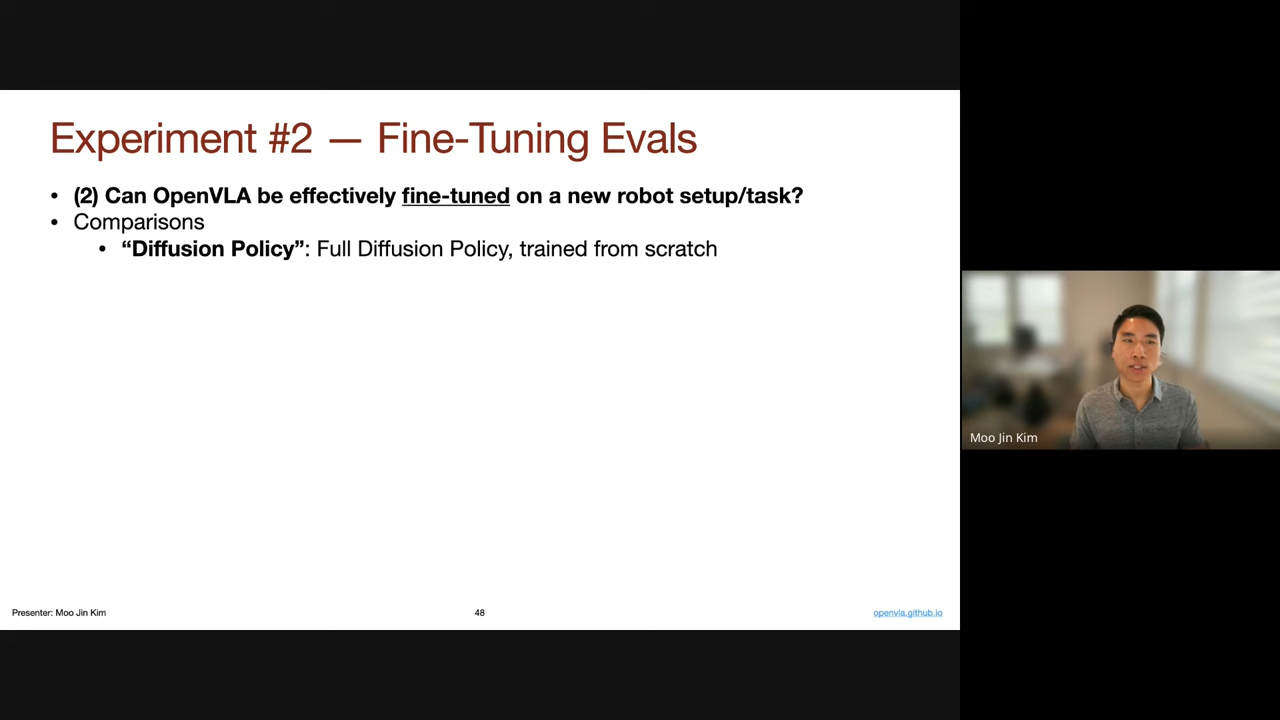 Experiment #2 — Fine-Tuning Evals
• (2) Can OpenVLA be effectively fine-tuned on a new robot setup/task?
• Comparisons
• “Diffusion Policy”: Full Diffusion Policy, trained from scratch
Moo Jin Kim
Presenter: Moo Jin Kim
48
openvla.github.io